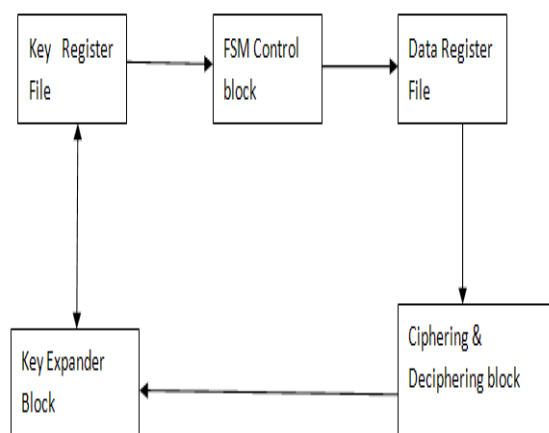 Key Register
File
FSM Control
block
Data Register
File
Key Expander
Block
Ciphering &
Deciphering block